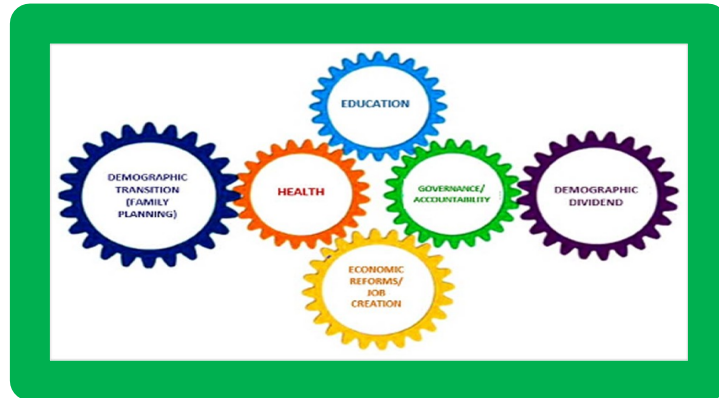 EDUCATION
DEMOGRAPHIC
TRANSITION
(FAMILY
PLANNING)
HEALTH
GOVERNANCE/
ACCOUNTABILITY
DEMOGRAPHIC
DIVIDEND
ECONOMIC
REFORMS/
JOB
CREATION